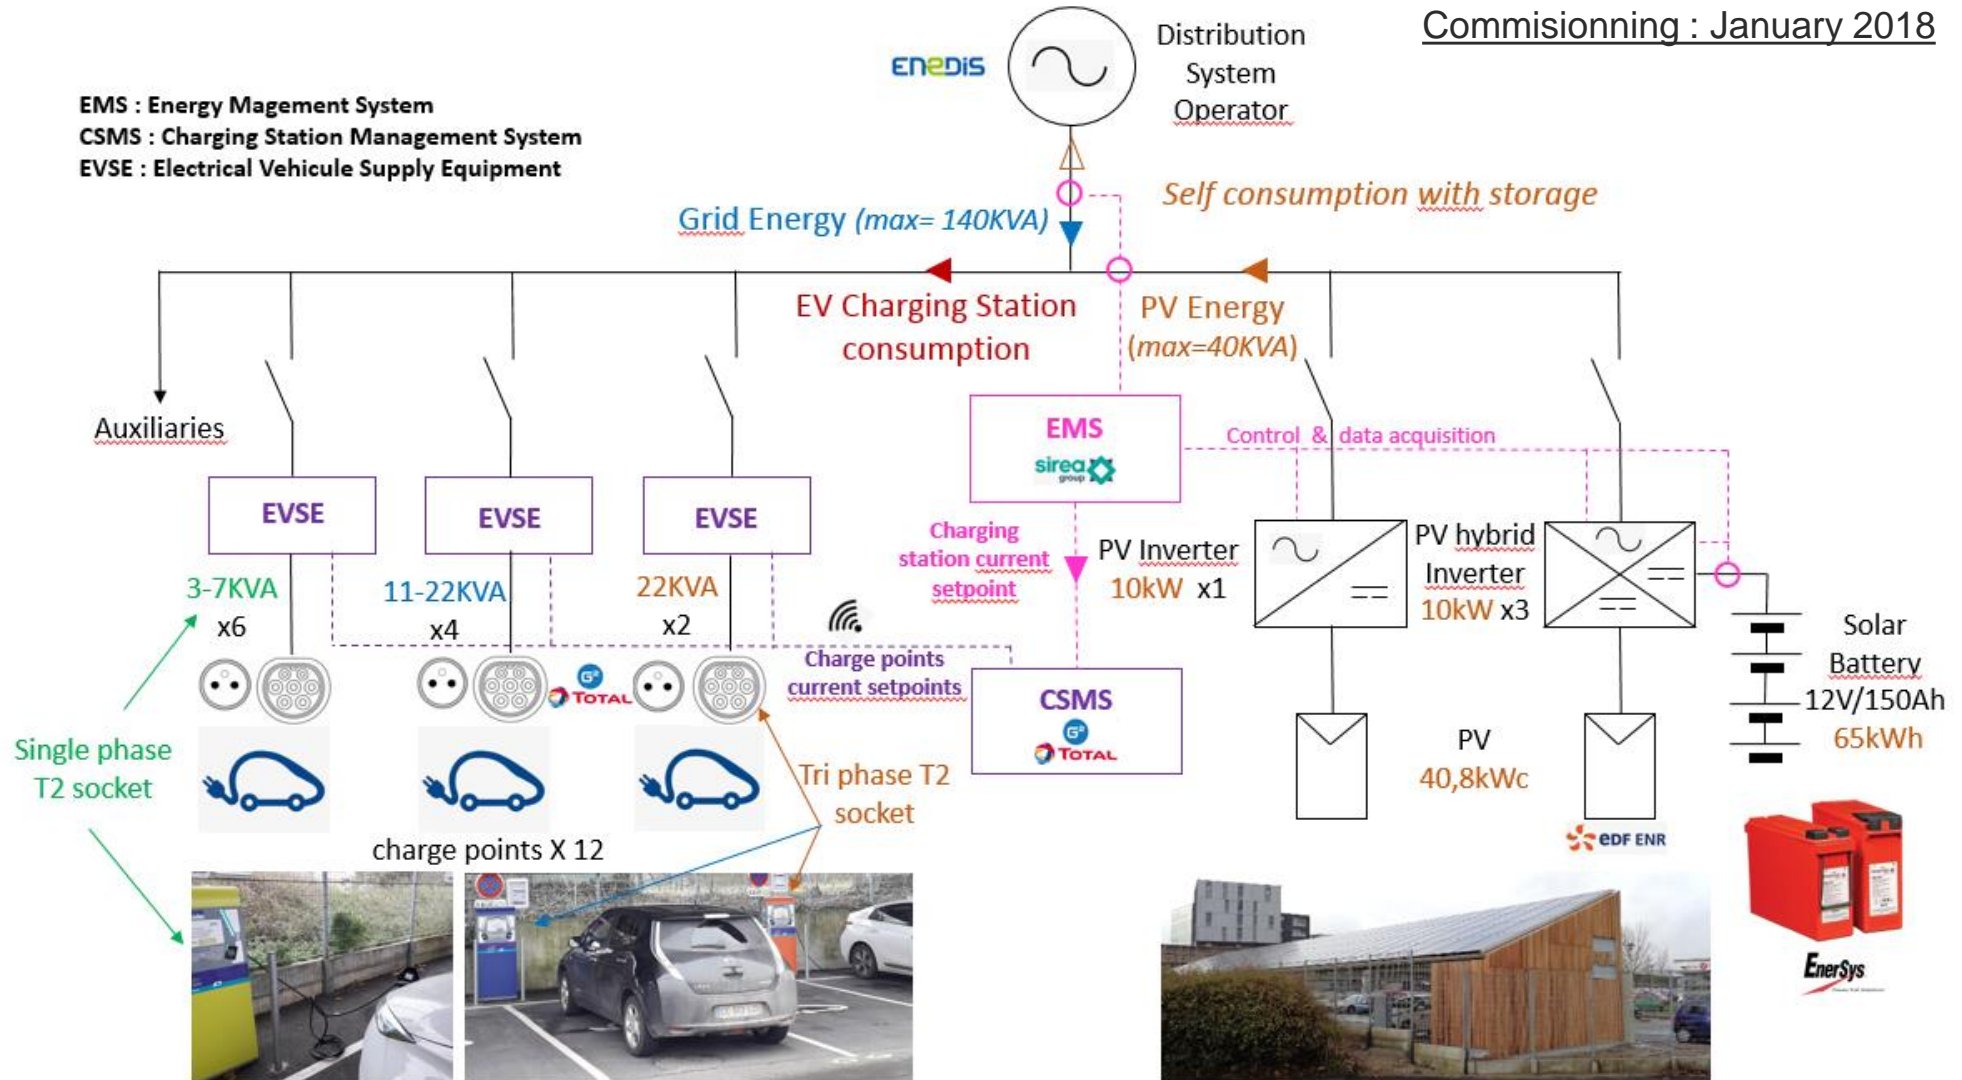 Commisionning : January 2018
ENEDIS
Distribution
System
Operator
EMS : Energy Magement System
CSMS : Charging Station Management System
EVSE : Electrical Vehicule Supply Equipment
Self consumption with storage
Grid Energy (max= 140KVA)
EV Charging Station
consumption
PV Energy
(max=40KVA)
Auxiliaries
EMS
sirea
group
Control & data acquisition
EVSE
EVSE
EVSE
Charging
station current
setpoint
PV Inverter
10kW x1
PV hybrid
Inverter
10kW x3
3-7KVA
x6
11-22KVA
x4
22KVA
x2
Solar
Battery
12V/150Ah
65kWh
Charge points
current setpoints
G2
TOTAL
CSMS
G2
TOTAL
Single phase
T2 socket
Tri phase T2
socket
PV
40,8kWc
charge points X 12
eDF ENR
EnerSys